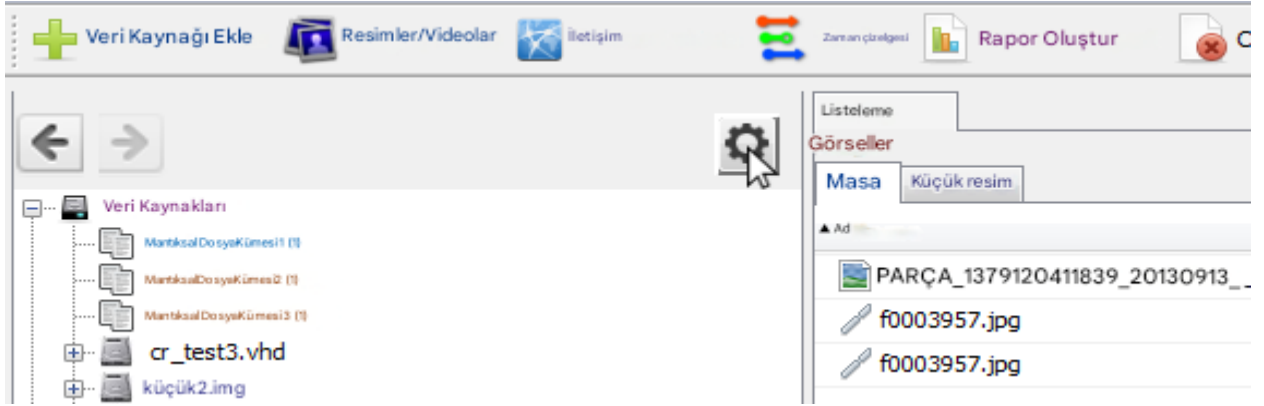 Veri Kaynağı Ekle Resimler/Videolar İletişim Zaman çizelgesi Rapor Oluştur
Listeleme
Görseller
Masa Küçük resim
Veri Kaynakları
MantıksalDosyaKümesi1 (1)
MantıksalDosyaKümesi2 (1)
MantıksalDosyaKümesi3 (1)
cr_test3.vhd
küçük2.img
Ad
PARÇA_1379120411839_20130913_
f0003957.jpg
f0003957.jpg